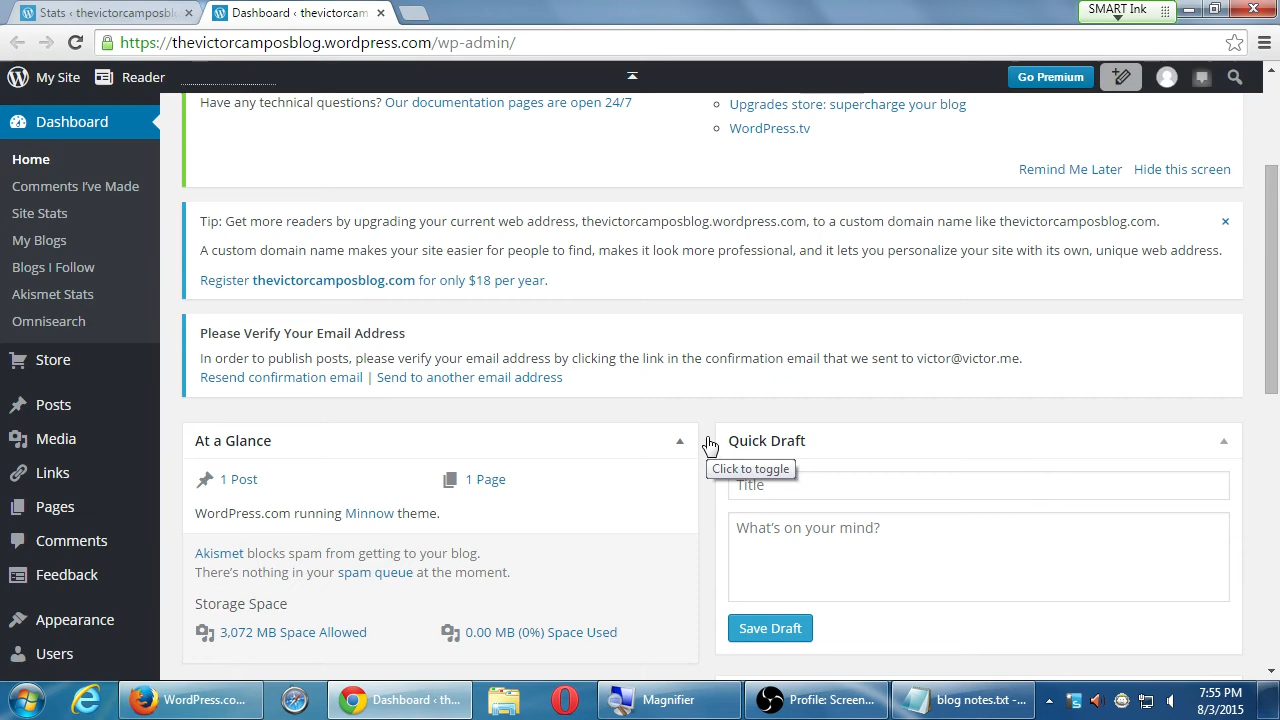 Stats ‹ thevictorcamposbl
Dashboard ‹ thevictorcam
SMART Ink
https://thevictorcamposblog.wordpress.com/wp-admin/
My Site
Reader
Go Premium
Dashboard
Home
Comments I've Made
Site Stats
My Blogs
Blogs I Follow
Akismet Stats
Omnisearch
Store
Posts
Media
Links
Pages
Comments
Feedback
Appearance
Users
Have any technical questions? Our documentation pages are open 24/7
Upgrades store: supercharge your blog
WordPress.tv
Remind Me Later
Hide this screen
Tip: Get more readers by upgrading your current web address, thevictorcamposblog.wordpress.com, to a custom domain name like thevictorcamposblog.com.
A custom domain name makes your site easier for people to find, makes it look more professional, and it lets you personalize your site with its own, unique web address.
Register thevictorcamposblog.com for only $18 per year.
Please Verify Your Email Address
In order to publish posts, please verify your email address by clicking the link in the confirmation email that we sent to victor@victor.me.
Resend confirmation email | Send to another email address
At a Glance
1 Post
1 Page
WordPress.com running Minnow theme.
Akismet blocks spam from getting to your blog.
There's nothing in your spam queue at the moment.
Storage Space
3,072 MB Space Allowed
0.00 MB (0%) Space Used
Quick Draft
Click to toggle
Title
What's on your mind?
Save Draft
WordPress.co...
Dashboard ‹ th...
Magnifier
Profile: Screen...
blog notes.txt -...
7:55 PM
8/3/2015